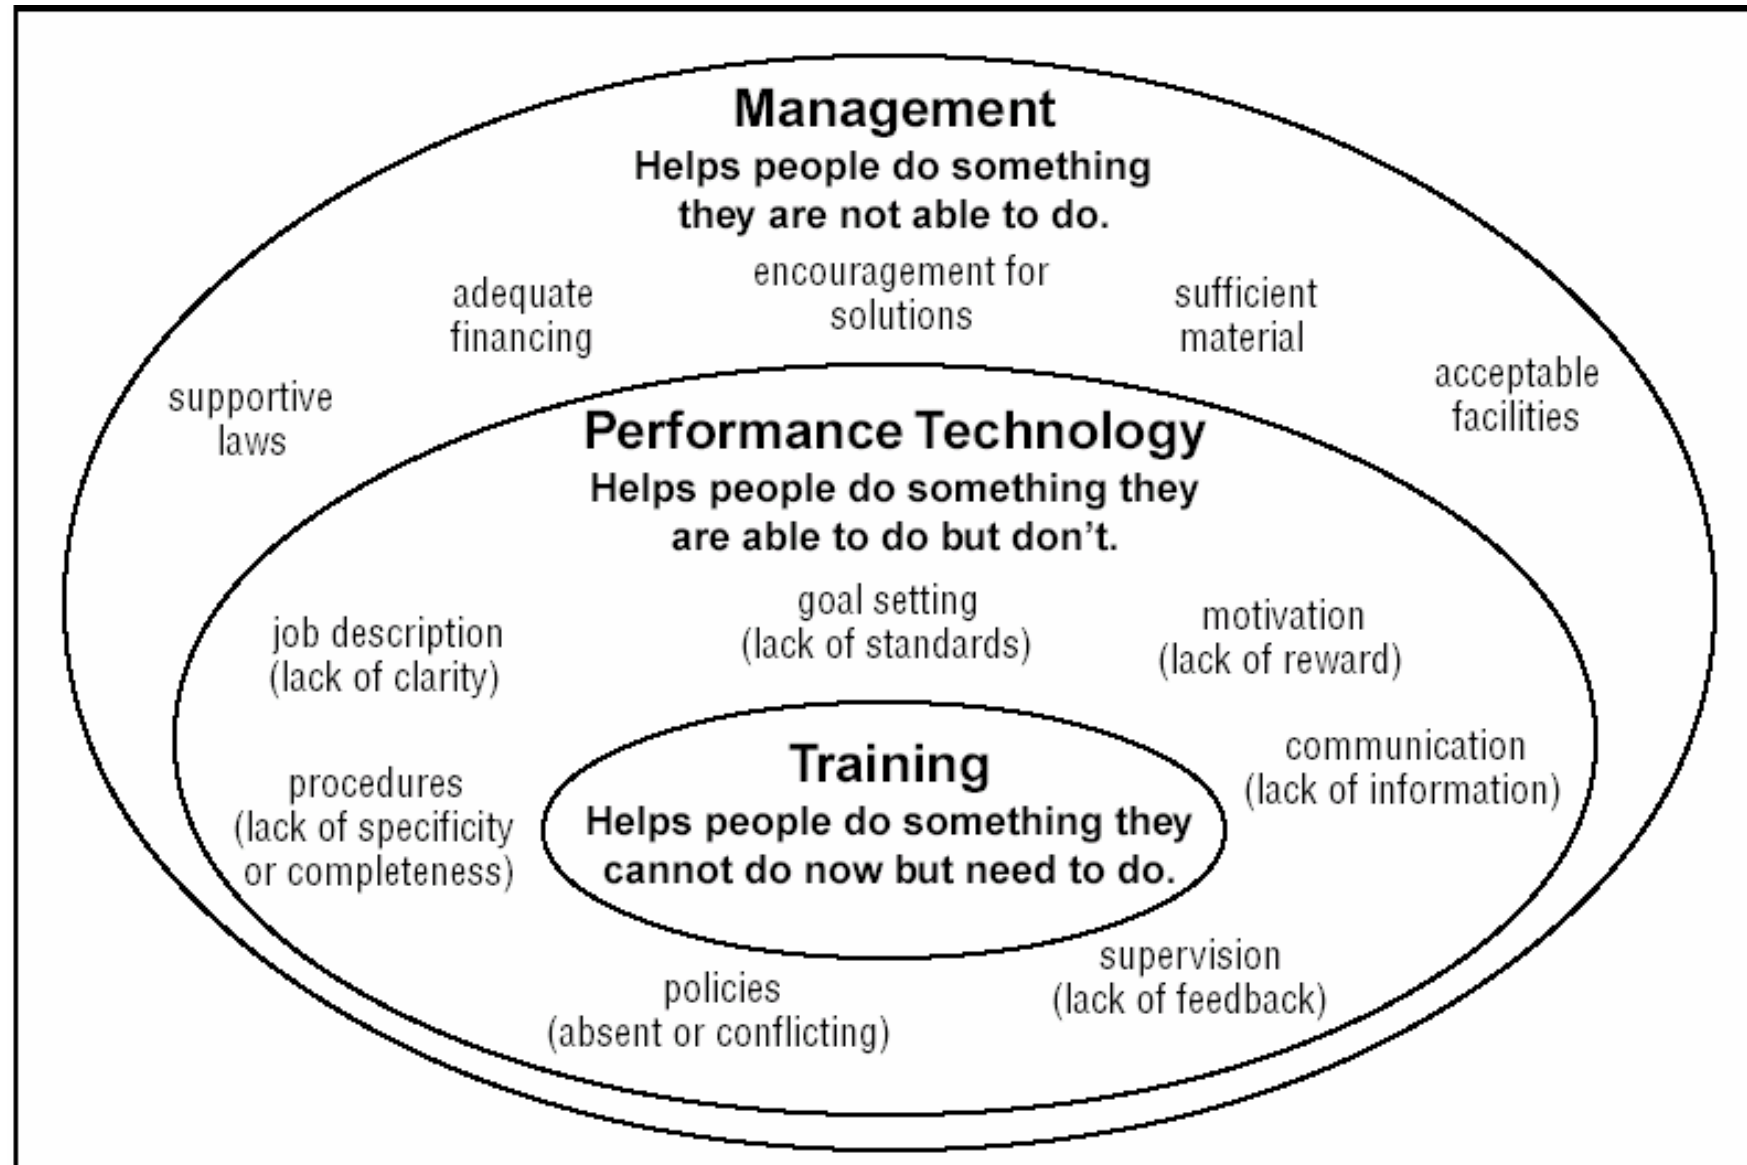 Management
Helps people do something
they are not able to do.
encouragement for
solutions
adequate
financing
sufficient
material
supportive
laws
acceptable
facilities
Performance Technology
Helps people do something they
are able to do but don’t.
goal setting
(lack of standards)
job description
(lack of clarity)
motivation
(lack of reward)
procedures
(lack of specificity
or completeness)
communication
(lack of information)
Training
Helps people do something they
cannot do now but need to do.
policies
(absent or conflicting)
supervision
(lack of feedback)